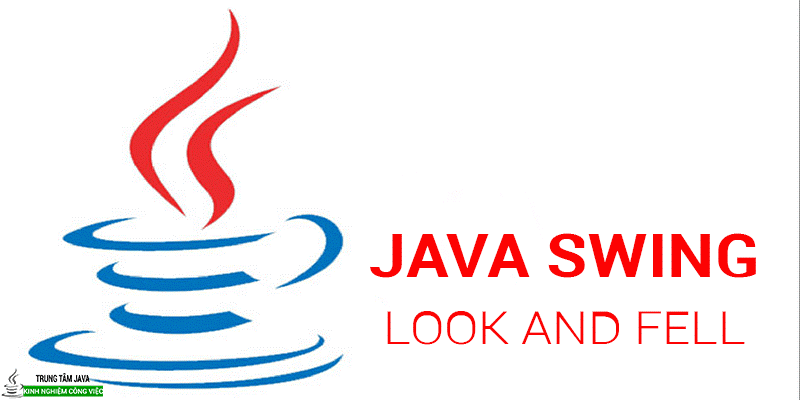 JAVA SWING
LOOK AND FELL
TRUNG TÂM JAVA
KINH NGHIỆM CÔNG VIỆC